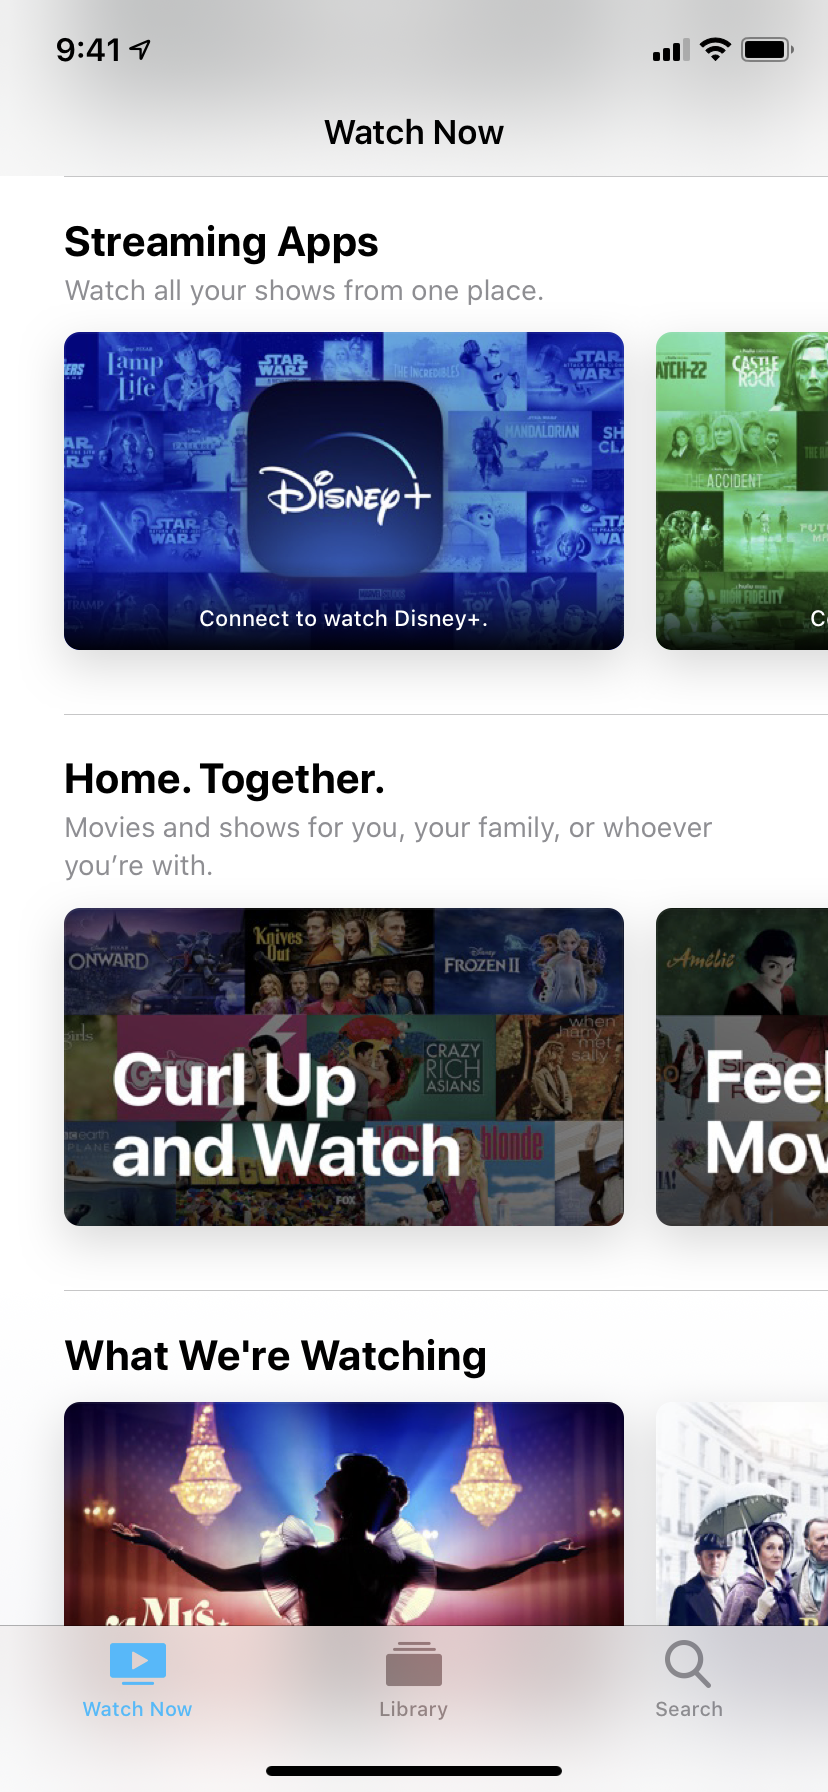 9:41
Watch Now
Streaming Apps
Watch all your shows from one place.
Disney PIXAR
Lamp
Life
STAR
WARS
THE INCREDIBLES
STAR
WARS
ATCH-22
CASTLE
ROCK
MANDALORIAN
Disney+
STAR
WARS
THE ACCIDENT
HIGH FIDELITY
Connect to watch Disney+.
Home. Together.
Movies and shows for you, your family, or whoever
you’re with.
ONWARD
Knives
Out
Disney
FROZEN II
Amélie
when
harry
met
sally
CRAZY
RICH
ASIANS
Curl Up
and Watch
Feel
Mov
blonde
FOX
What We're Watching
Mrs.
Watch Now
Library
Search